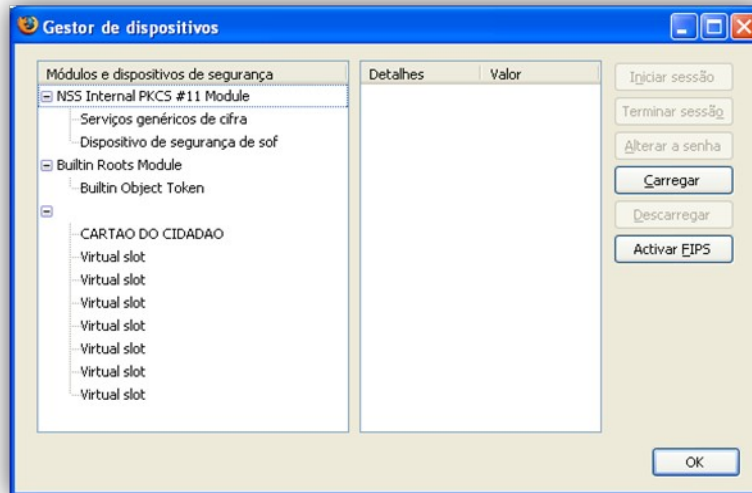 Gestor de dispositivos
Módulos e dispositivos de segurança
NSS Internal PKCS #11 Module
Serviços genéricos de cifra
Dispositivo de segurança de sof
Builtin Roots Module
Builtin Object Token
CARTAO DO CIDADAO
Virtual slot
Virtual slot
Virtual slot
Virtual slot
Virtual slot
Virtual slot
Virtual slot
Detalhes Valor
Iniciar sessão
Terminar sessão
Alterar a senha
Carregar
Descarregar
Activar FIPS
OK